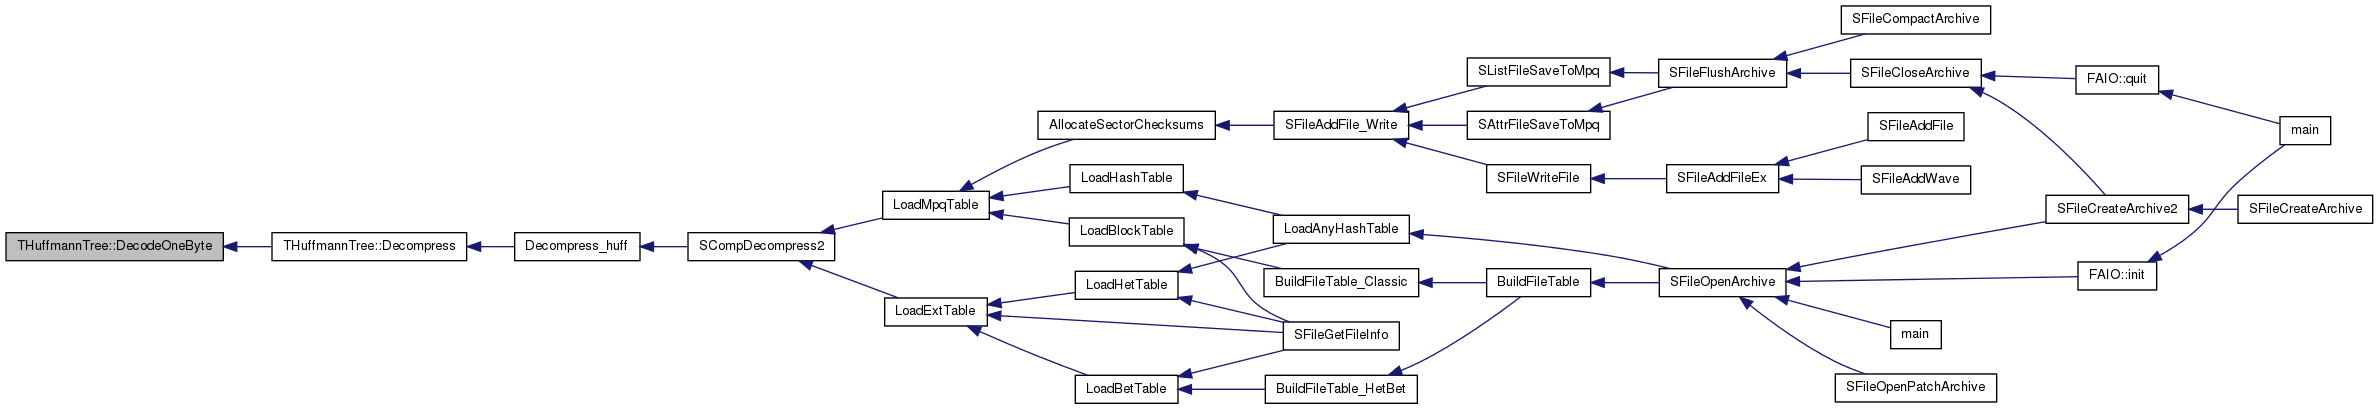 THuffmannTree::DecodeOneByte
THuffmannTree::Decompress
Decompress_huff
SCompDecompress2
LoadMpqTable
LoadExtTable
AllocateSectorChecksums
LoadHashTable
LoadBlockTable
LoadHetTable
LoadBetTable
SFileAddFile_Write
LoadAnyHashTable
BuildFileTable_Classic
SFileGetFileInfo
BuildFileTable_HetBet
SListFileSaveToMpq
SAttrFileSaveToMpq
SFileWriteFile
BuildFileTable
SFileFlushArchive
SFileAddFileEx
SFileOpenArchive
SFileCompactArchive
SFileCloseArchive
SFileAddFile
SFileAddWave
main
SFileOpenPatchArchive
FAIO::quit
SFileCreateArchive2
FAIO::init
main
SFileCreateArchive